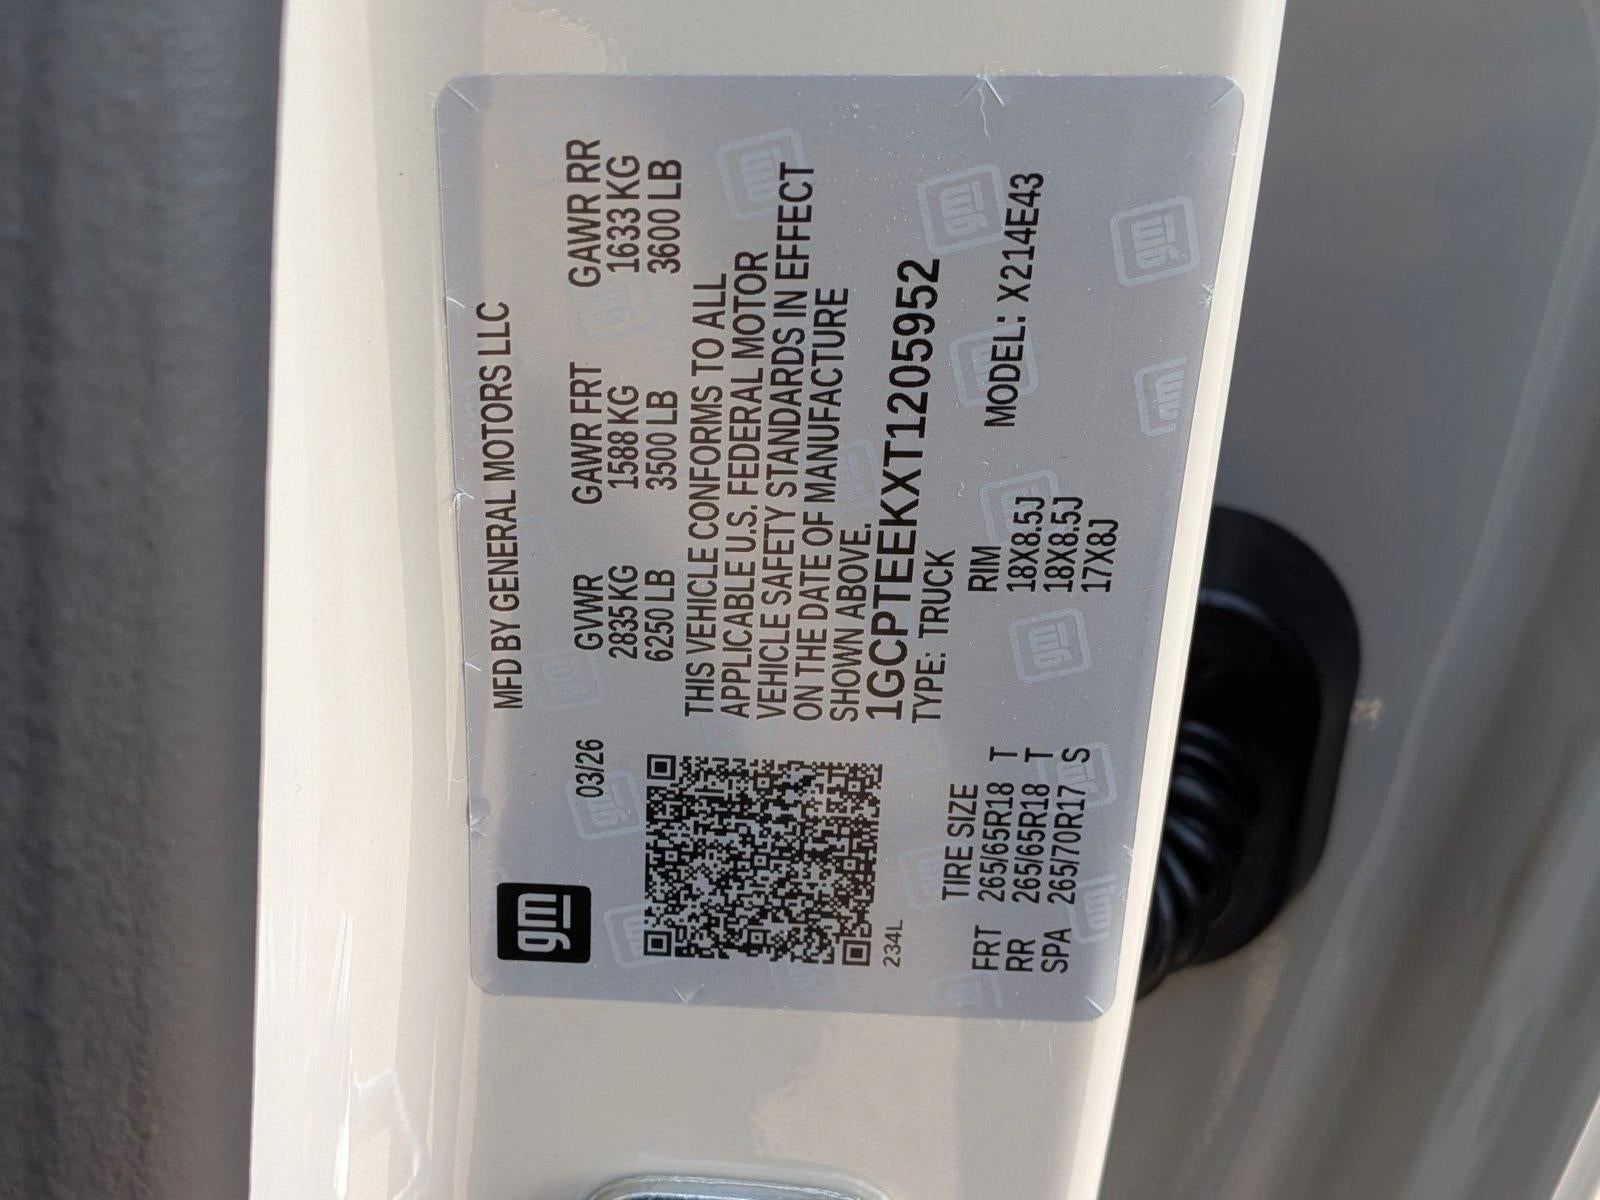 gm
MFD BY GENERAL MOTORS LLC
03/26
GVWR GAWR FRT GAWR RR
2835 KG 1588 KG 1633 KG
6250 LB 3500 LB 3600 LB
THIS VEHICLE CONFORMS TO ALL
APPLICABLE U.S. FEDERAL MOTOR
VEHICLE SAFETY STANDARDS IN EFFECT
ON THE DATE OF MANUFACTURE
SHOWN ABOVE.
1GCPTEEKXT1205952
234L
TYPE: TRUCK
MODEL: X214E43
TIRE SIZE RIM
FRT 265/65R18 T 18X8.5J
RR 265/65R18 T 18X8.5J
SPA 265/70R17 S 17X8J